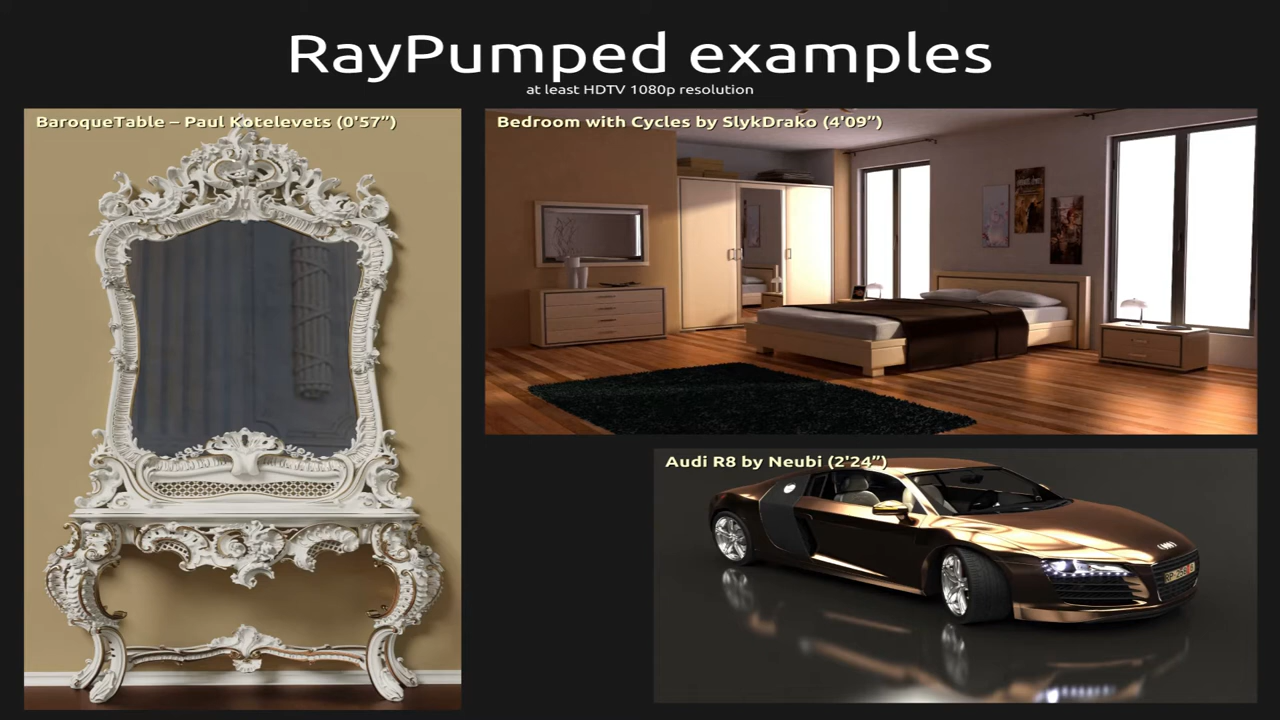 RayPumped examples
at least HDTV 1080p resolution
BaroqueTable – Paul Kotelevets (0'57”)
Bedroom with Cycles by SlykDrako (4'09”)
Audi R8 by Neubi (2'24”)